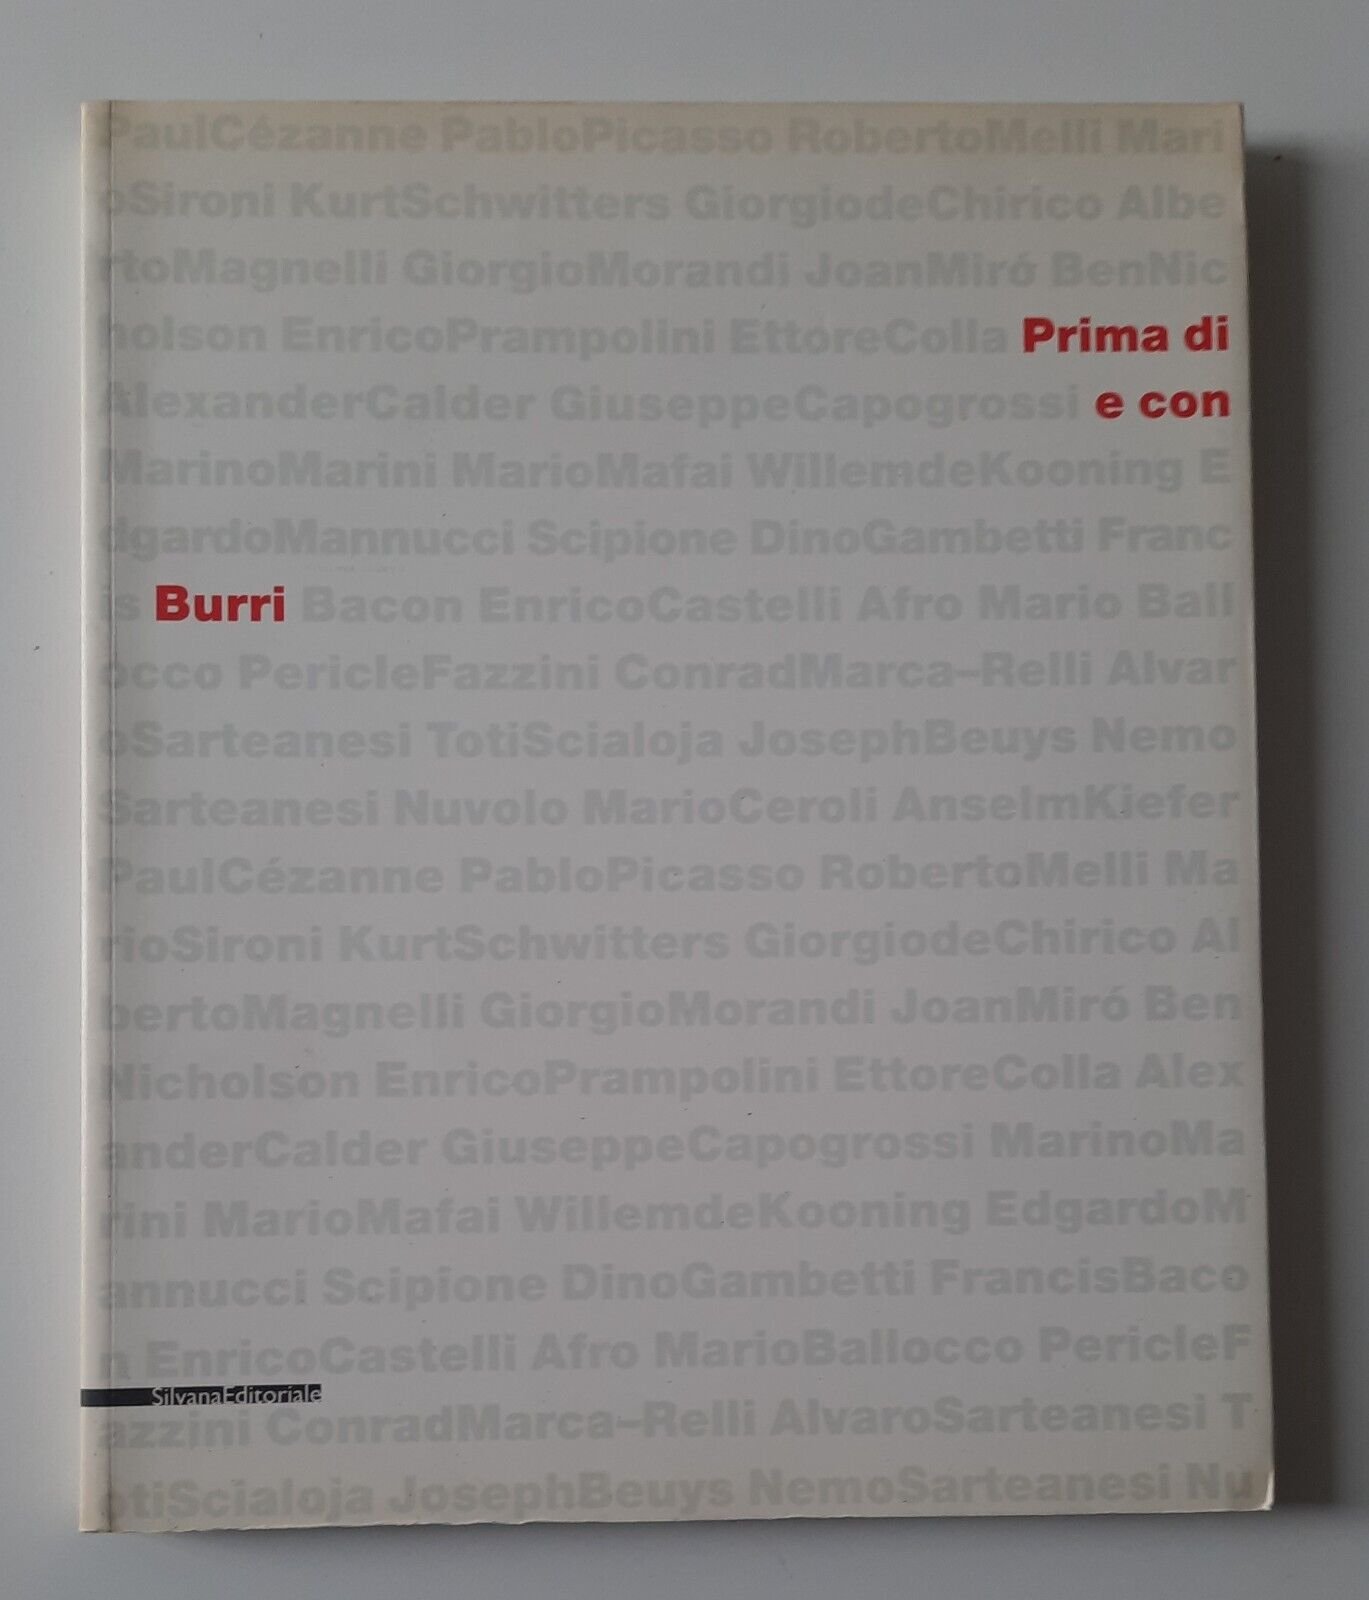 PaulCézanne PabloPicasso RobertoMelli Mari
oSironi KurtSchwitters GiorgiodeChirico Albe
rtoMagnelli GiorgioMorandi JoanMiró BenNic
holson EnricoPrampolini EttoreColla Prima di
AlexanderCalder GiuseppeCapogrossi e con
MarinoMarini MarioMafai WillemdeKooning E
dgardoMannucci Scipione DinoGambetti Franc
is Burri Bacon EnricoCastelli Afro Mario Ball
occo PericleFazzini ConradMarca–Relli Alvar
oSarteanesi TotiScialoja JosephBeuys Nemo
Sarteanesi Nuvolo MarioCeroli AnselmKiefer
PaulCézanne PabloPicasso RobertoMelli Ma
rioSironi KurtSchwitters GiorgiodeChirico Al
bertoMagnelli GiorgioMorandi JoanMiró Ben
Nicholson EnricoPrampolini EttoreColla Alex
anderCalder GiuseppeCapogrossi MarinoMa
rini MarioMafai WillemdeKooning EdgardoM
annucci Scipione DinoGambetti FrancisBaco
n EnricoCastelli Afro MarioBallocco PericleF
SilvanaEditoriale
azzini ConradMarca–Relli AlvaroSarteanesi T
otiScialoja JosephBeuys NemoSarteanesi Nu